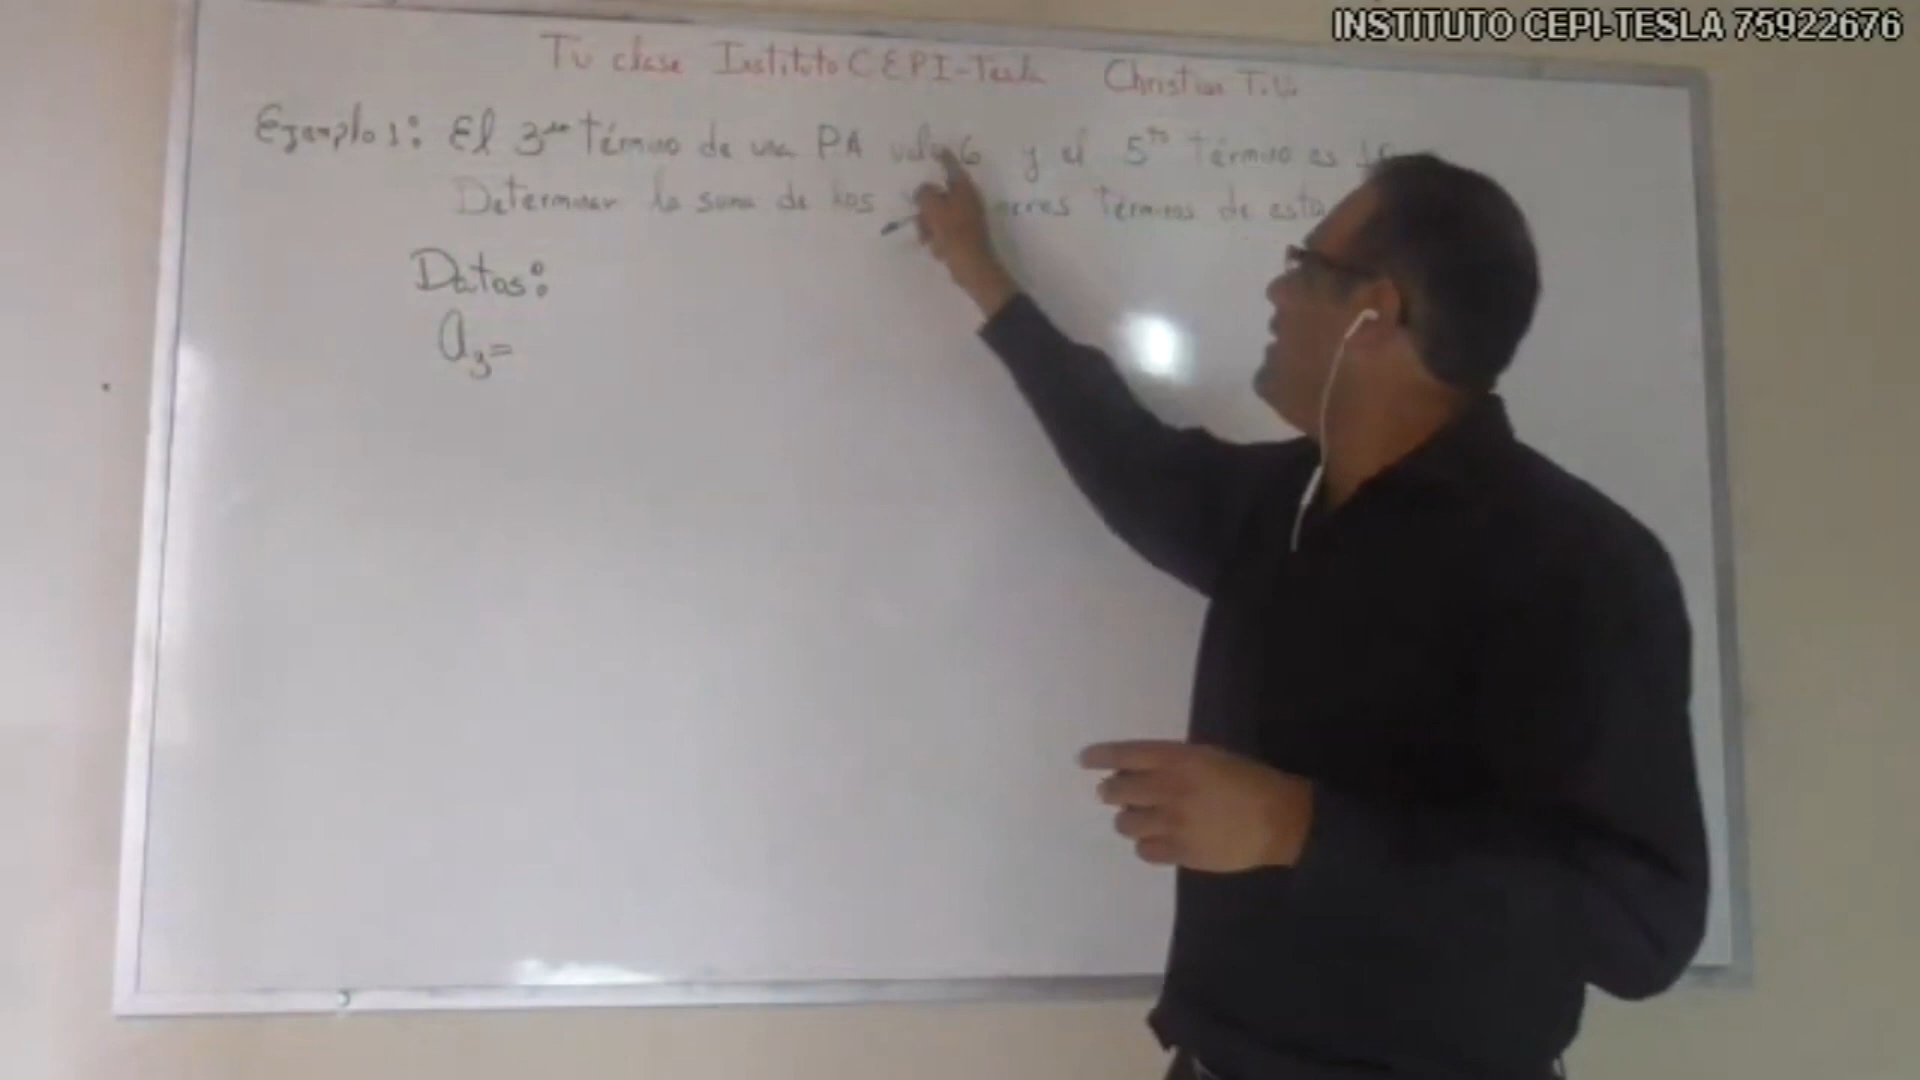 INSTITUTO CEPI-TESLA 75922676
Tu clase Instituto CEPI-Tesla Christian T.
Ejemplo 1: El 3er Término de una PA vale 6 y el 5to Término es
Determinar la suma de los Términos de esta
Datos:
a3=